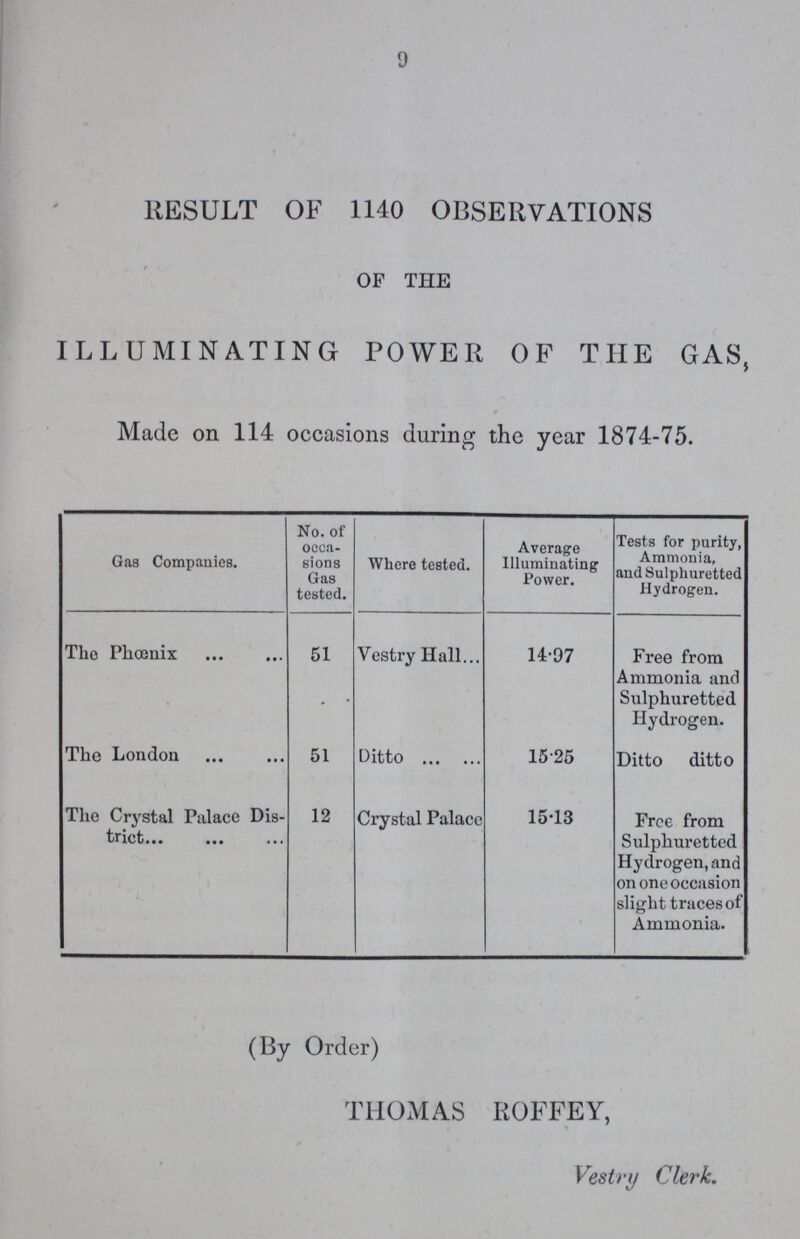 9
RESULT OF 1140 OBSERVATIONS
OF THE
ILLUMINATING POWER OF THE GAS,
Made on 114 occasions during the year 1874-75.
Gas Companies.
No. of
occa-
sions
Gas
tested.
Where tested.
Average
Illuminating
Power.
Tests for purity,
Ammonia,
and Sulphuretted
Hydrogen.
The Phœnix ... ...
51
Vestry Hall...
14·97
Free from
Ammonia and
Sulphuretted
Hydrogen.
The London ... ...
51
Ditto ... ...
15·25
Ditto ditto
The Crystal Palace Dis-
trict... ... ...
12
Crystal Palace
15·13
Free from
Sulphuretted
Hydrogen, and
on one occasion
slight traces of
Ammonia.
(By Order)
THOMAS ROFFEY,
Vestry Clerk.